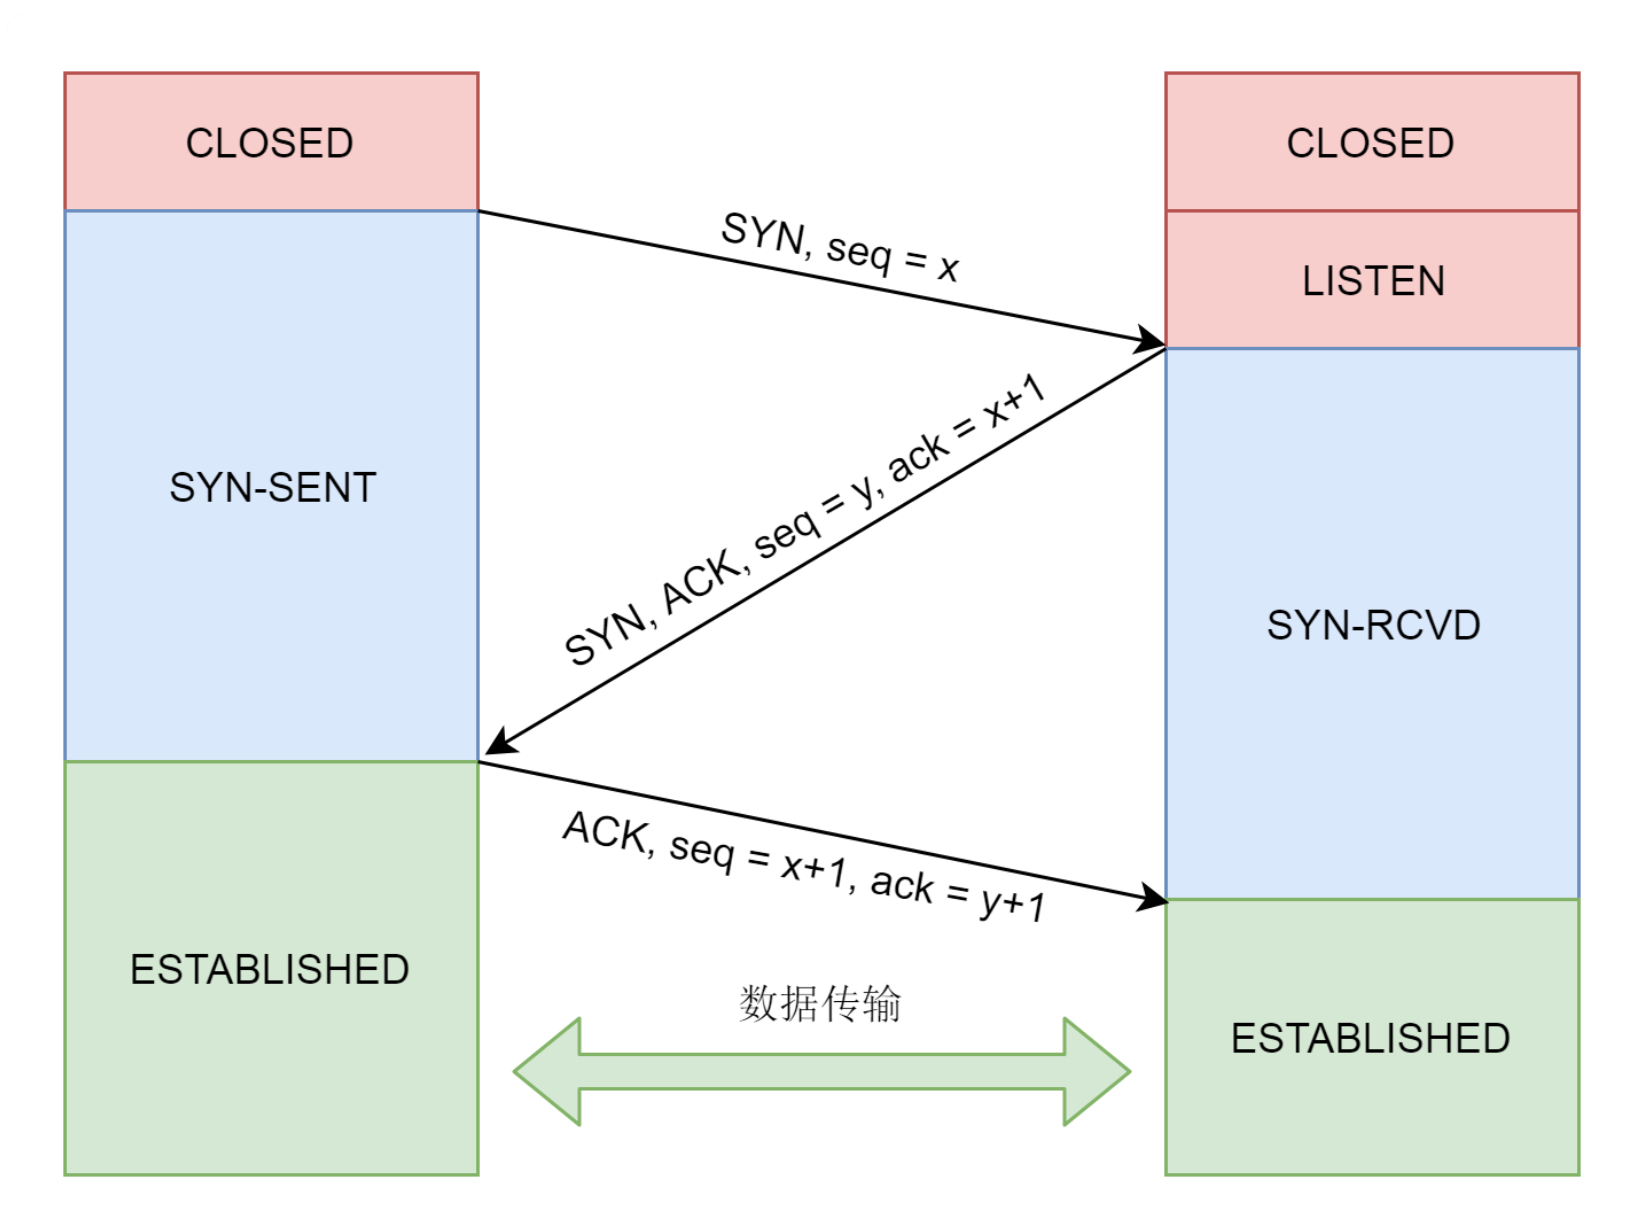 CLOSED
CLOSED
SYN, seq = x
LISTEN
SYN, ACK, seq = y, ack = x+1
SYN-SENT
SYN-RCVD
ACK, seq = x+1, ack = y+1
ESTABLISHED
数据传输
ESTABLISHED